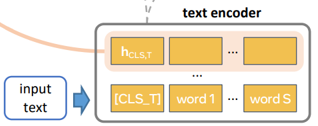 text encoder
h_CLS,T ...
...
input
text
[CLS_T] word 1 ... word S